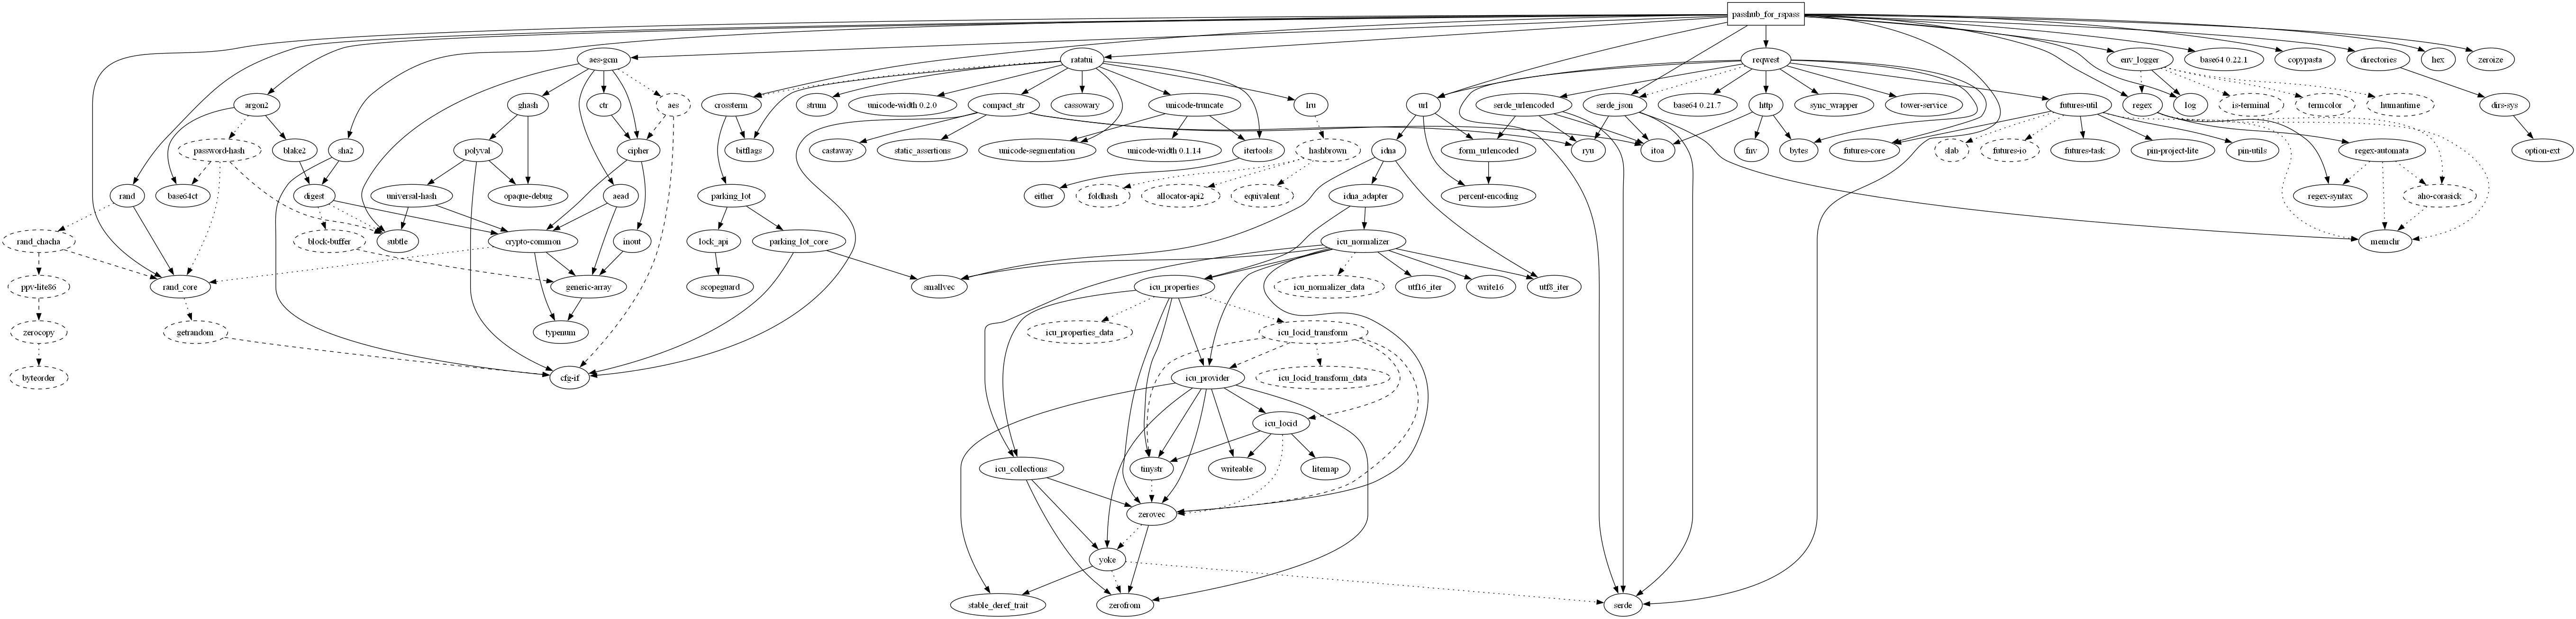 passhub_for_rspass
aes-gcm
ratatui
reqwest
env_logger
base64 0.22.1
copypasta
directories
hex
zeroize
argon2
ghash
ctr
aes
crossterm
strum
unicode-width 0.2.0
compact_str
cassowary
unicode-truncate
lru
url
serde_urlencoded
serde_json
base64 0.21.7
http
sync_wrapper
tower-service
futures-util
regex
log
is-terminal
termcolor
humantime
dirs-sys
password-hash
blake2
sha2
polyval
cipher
bitflags
castaway
static_assertions
unicode-segmentation
unicode-width 0.1.14
itertools
hashbrown
idna
form_urlencoded
ryu
itoa
fnv
bytes
futures-core
slab
futures-io
futures-task
pin-project-lite
pin-utils
regex-automata
option-ext
rand
base64ct
digest
universal-hash
opaque-debug
aead
parking_lot
either
foldhash
allocator-api2
equivalent
idna_adapter
percent-encoding
regex-syntax
aho-corasick
rand_chacha
block-buffer
subtle
crypto-common
inout
lock_api
parking_lot_core
icu_normalizer
memchr
ppv-lite86
rand_core
generic-array
scopeguard
smallvec
icu_properties
icu_normalizer_data
utf16_iter
write16
utf8_iter
zerocopy
getrandom
typenum
icu_properties_data
icu_locid_transform
byteorder
cfg-if
icu_provider
icu_locid_transform_data
icu_locid
icu_collections
tinystr
writeable
litemap
zerovec
yoke
stable_deref_trait
zerofrom
serde